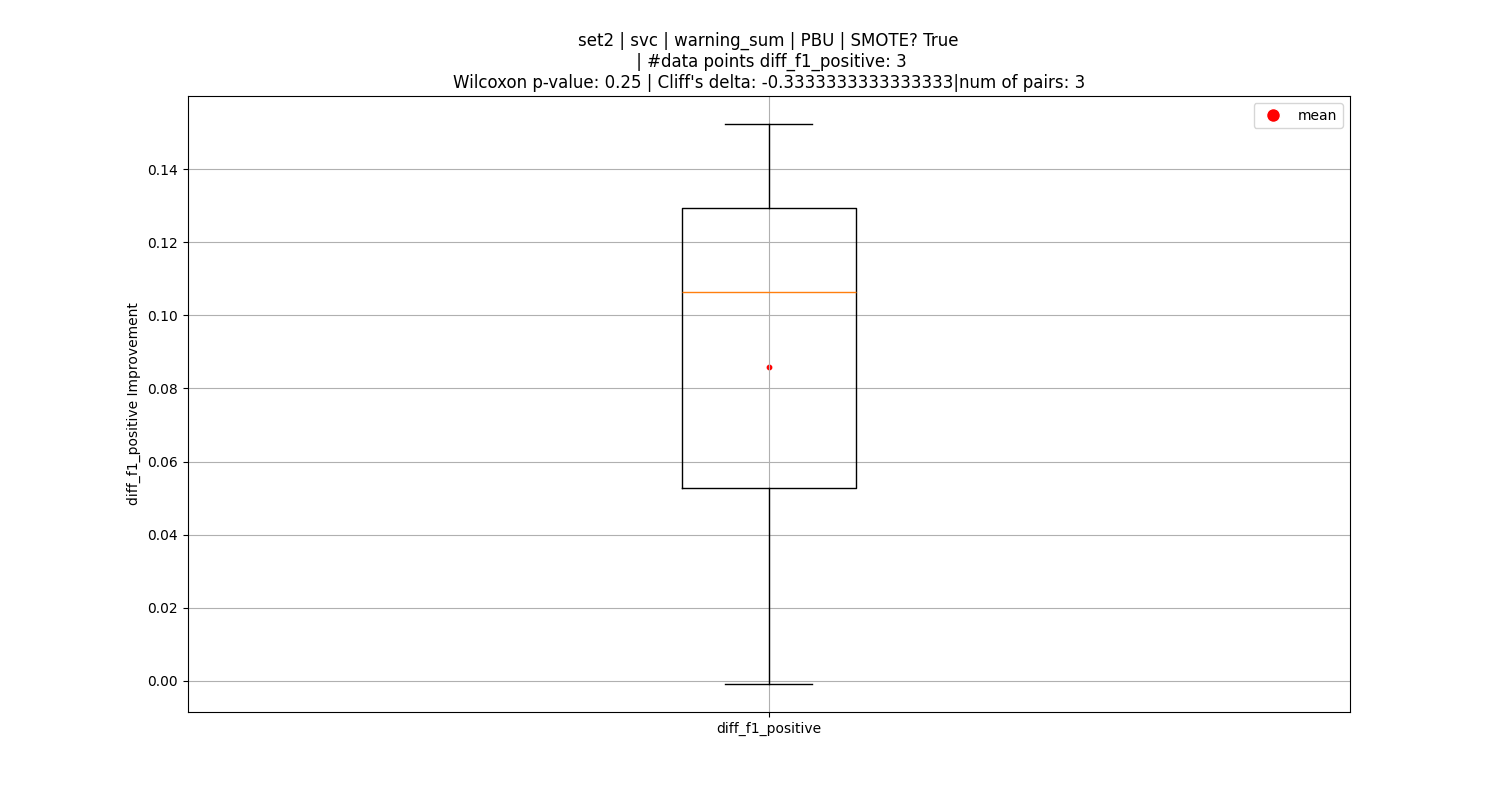 set2 | svc | warning_sum | PBU | SMOTE? True
| #data points diff_f1_positive: 3
Wilcoxon p-value: 0.25 | Cliff's delta: -0.3333333333333333|num of pairs: 3
mean
0.14
0.12
0.10
0.08
0.06
0.04
0.02
0.00
diff_f1_positive Improvement
diff_f1_positive